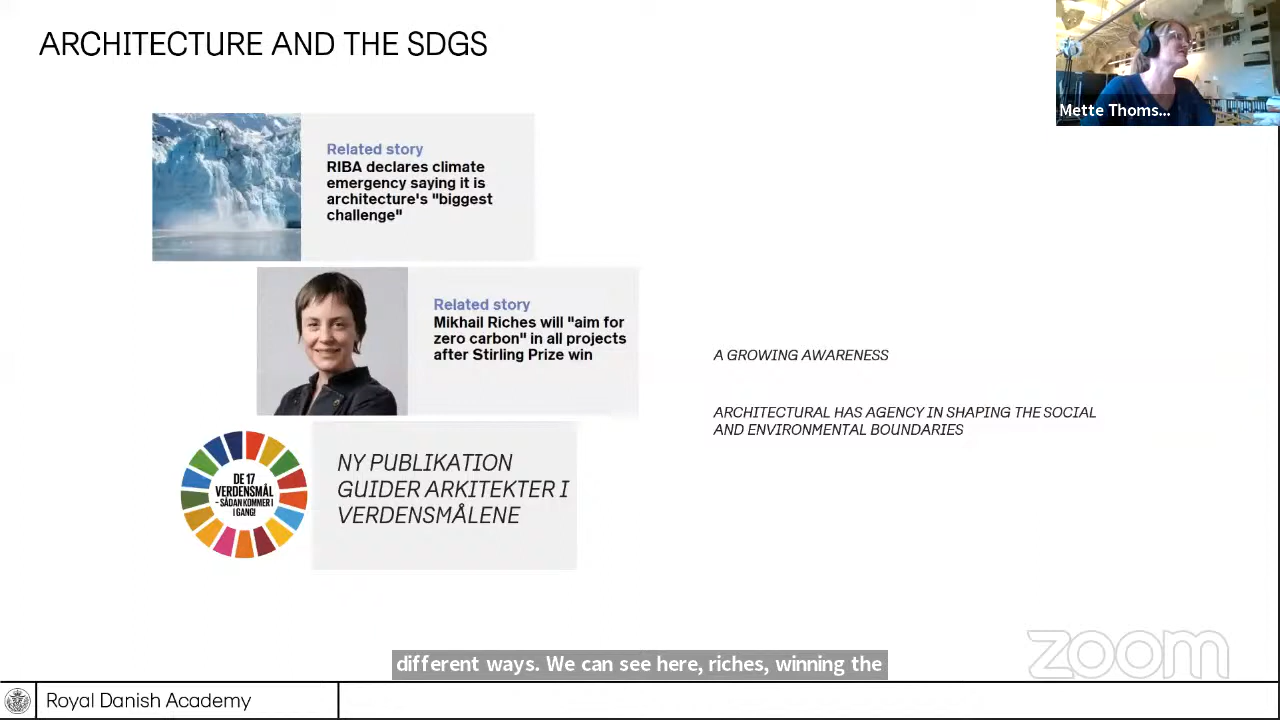 ARCHITECTURE AND THE SDGS
Mette Thoms...
Related story
RIBA declares climate
emergency saying it is
architecture's "biggest
challenge"
Related story
Mikhail Riches will "aim for
zero carbon" in all projects
after Stirling Prize win
A GROWING AWARENESS
ARCHITECTURAL HAS AGENCY IN SHAPING THE SOCIAL
AND ENVIRONMENTAL BOUNDARIES
DE 17
VERDENSMÅL
- SÅDAN KOMMER I
I GANG!
NY PUBLIKATION
GUIDER ARKITEKTER I
VERDENSMÅLENE
different ways. We can see here, riches, winning the
zoom
Royal Danish Academy